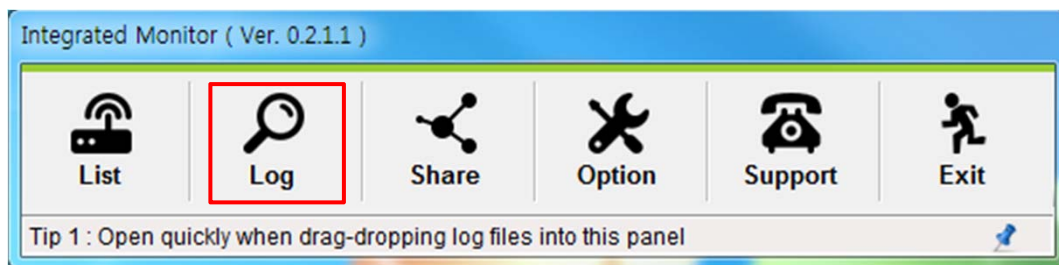 Integrated Monitor ( Ver. 0.2.1.1 )
List Log Share Option Support Exit
Tip 1 : Open quickly when drag-dropping log files into this panel